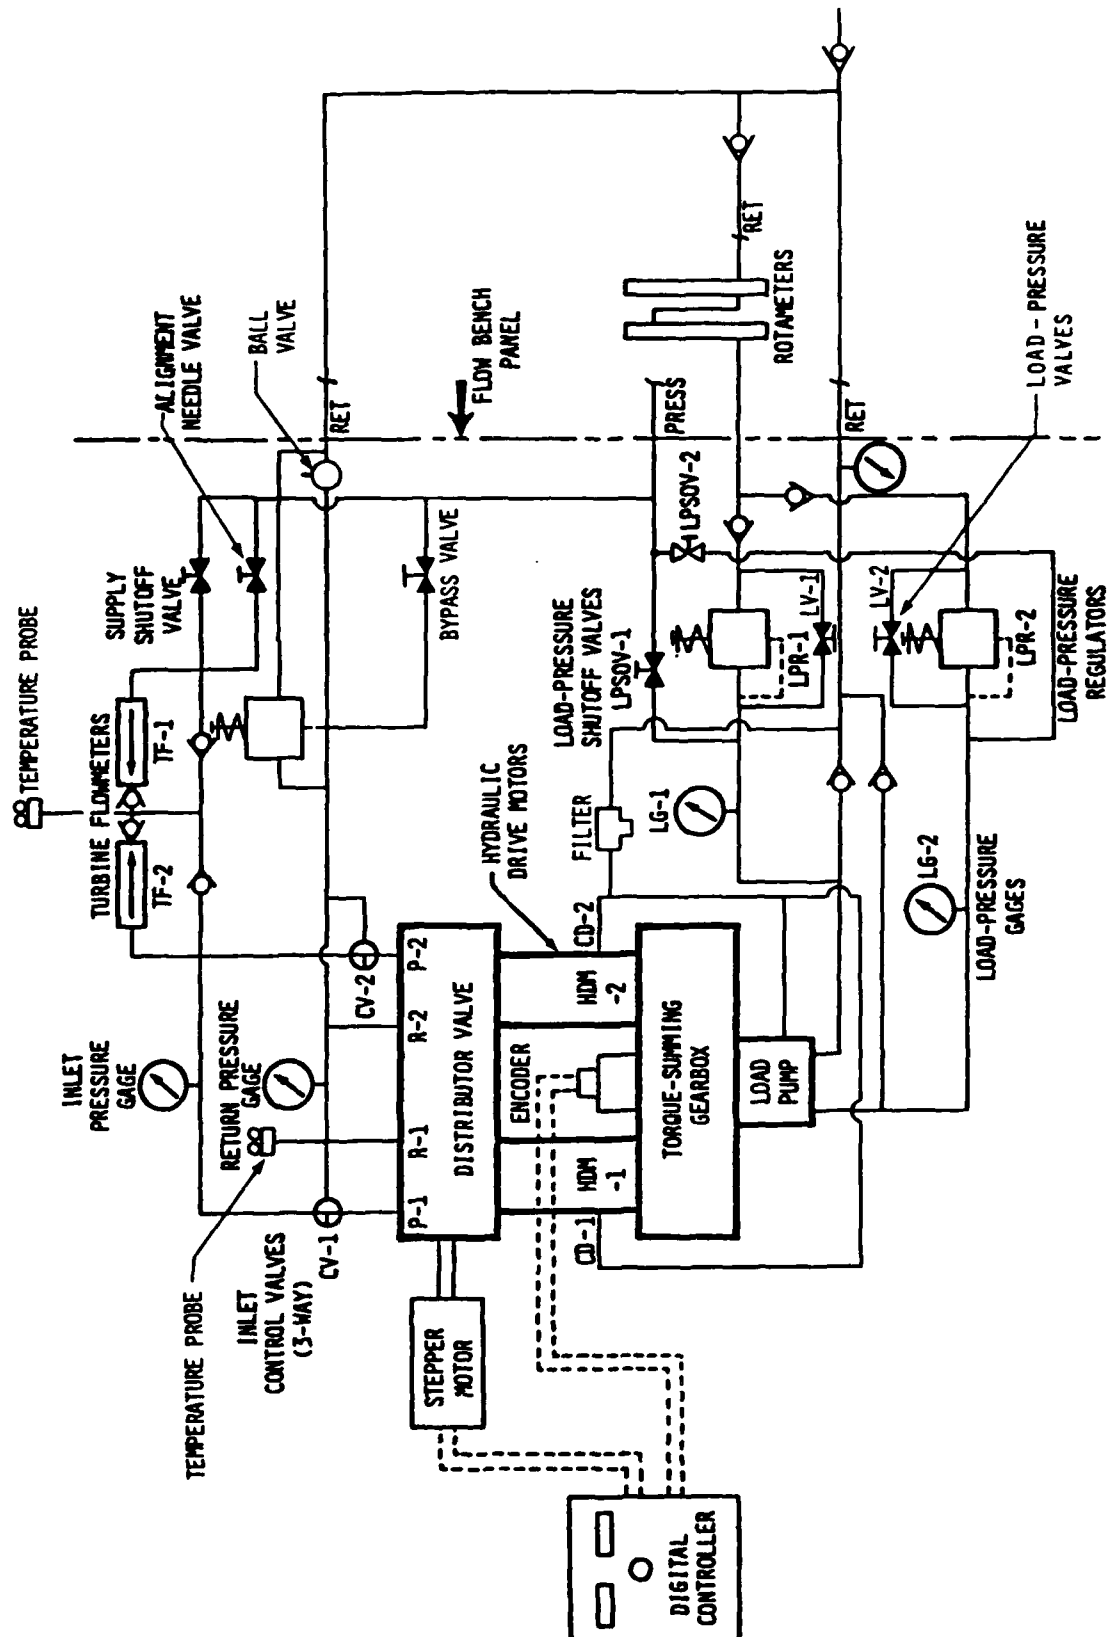 TEMPERATURE PROBE
TURBINE FLOWMETERS
TF-2
TF-1
SUPPLY
SHUTOFF
VALVE
ALIGNMENT
NEEDLE VALVE
BALL
VALVE
INLET
PRESSURE
GAGE
RETURN PRESSURE
GAGE
TEMPERATURE PROBE
INLET
CONTROL VALVES
(3-WAY)
CV-1
CV-2
RET
FLOW BENCH
PANEL
BYPASS VALVE
P-1
R-1
R-2
P-2
DISTRIBUTOR VALVE
STEPPER
MOTOR
ENCODER
HYDRAULIC
DRIVE MOTORS
HDM
-1
HDM
-2
CD-1
CD-2
FILTER
LOAD-PRESSURE
SHUTOFF VALVES
LPSOV-1
LPSOV-2
PRESS
ROTAMETERS
RET
TORQUE-SUMMING
GEARBOX
LOAD
PUMP
LG-1
LPR-1
LV-1
RET
LV-2
LOAD-PRESSURE
VALVES
LG-2
LOAD-PRESSURE
GAGES
LPR-2
LOAD-PRESSURE
REGULATORS
DIGITAL
CONTROLLER